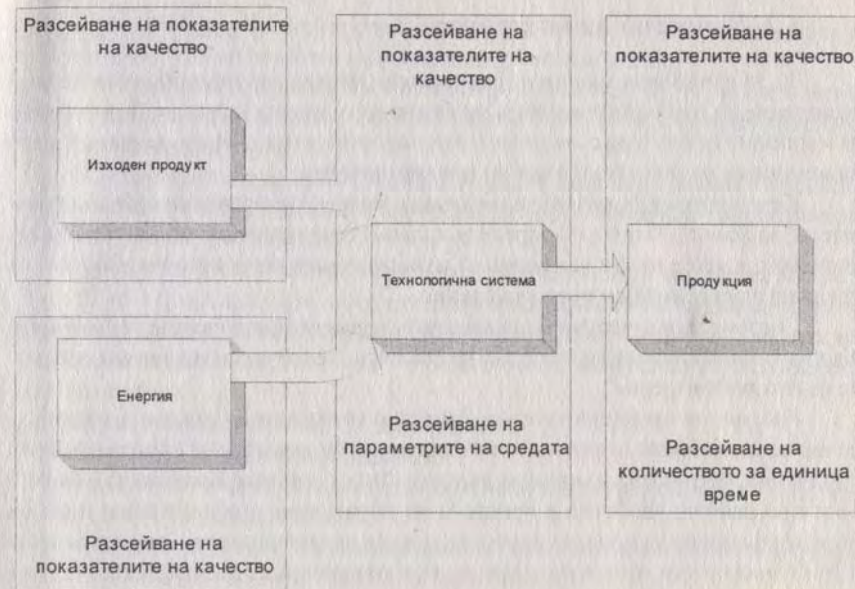 Разсейване на показателите
на качество
Изходен продукт
Енергия
Разсейване на
показателите на качество
Разсейване на
показателите на
качество
Технологична система
Разсейване на
параметрите на средата
Разсейване на
показателите на качество
Продукция
Разсейване на
количеството за единица
време